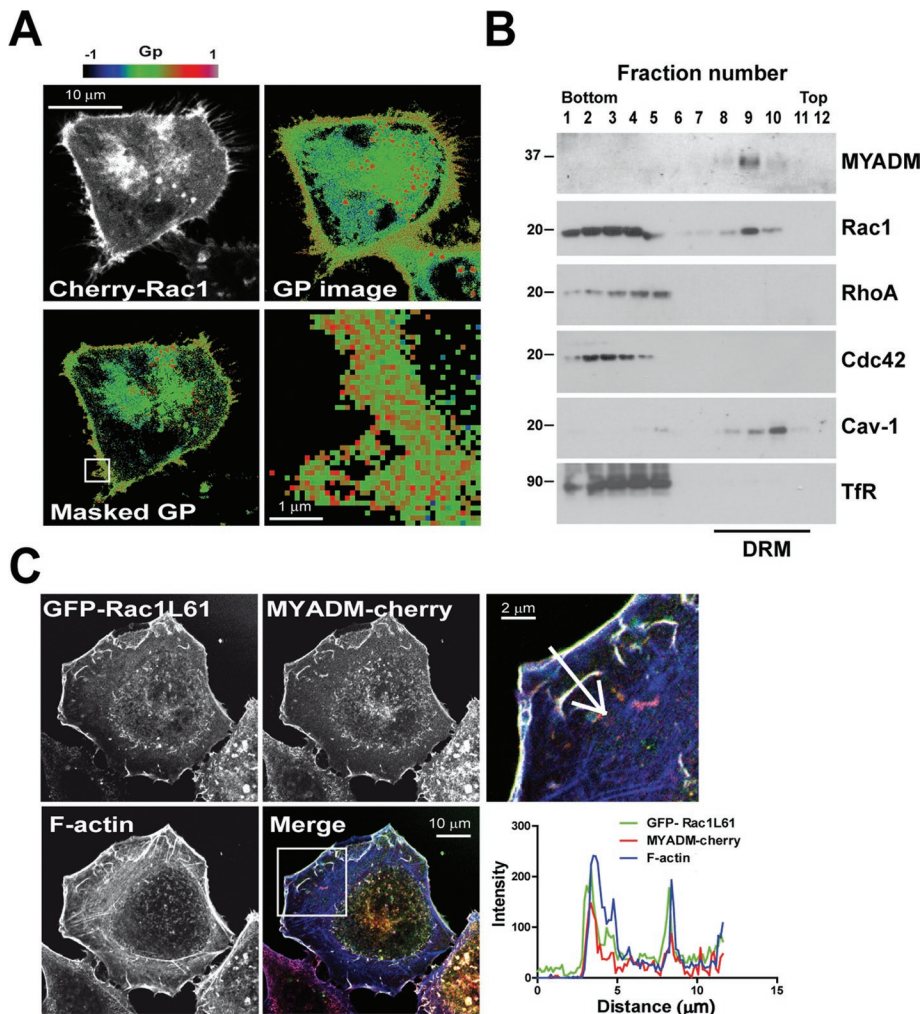 A
Gp
-1 1
10 μm
Cherry-Rac1
GP image
Masked GP
1 μm
B
Fraction number
Bottom Top
1 2 3 4 5 6 7 8 9 10 11 12
37 MYADM
20 Rac1
20 RhoA
20 Cdc42
20 Cav-1
90 TfR
DRM
C
GFP-Rac1L61
MYADM-cherry
2 μm
F-actin
Merge
10 μm
GFP- Rac1L61
MYADM-cherry
F-actin
Intensity
300
200
100
0
0 5 10 15
Distance (μm)